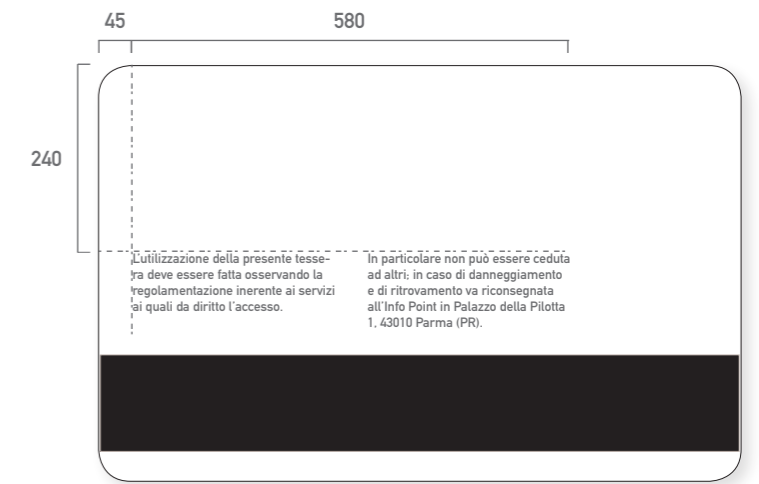 45
580
240
L'utilizzazione della presente tesse-
ra deve essere fatta osservando la
regolamentazione inerente ai servizi
ai quali da diritto l'accesso.
In particolare non può essere ceduta
ad altri; in caso di danneggiamento
e di ritrovamento va riconsegnata
all'Info Point in Palazzo della Pilotta
1, 43010 Parma (PR).